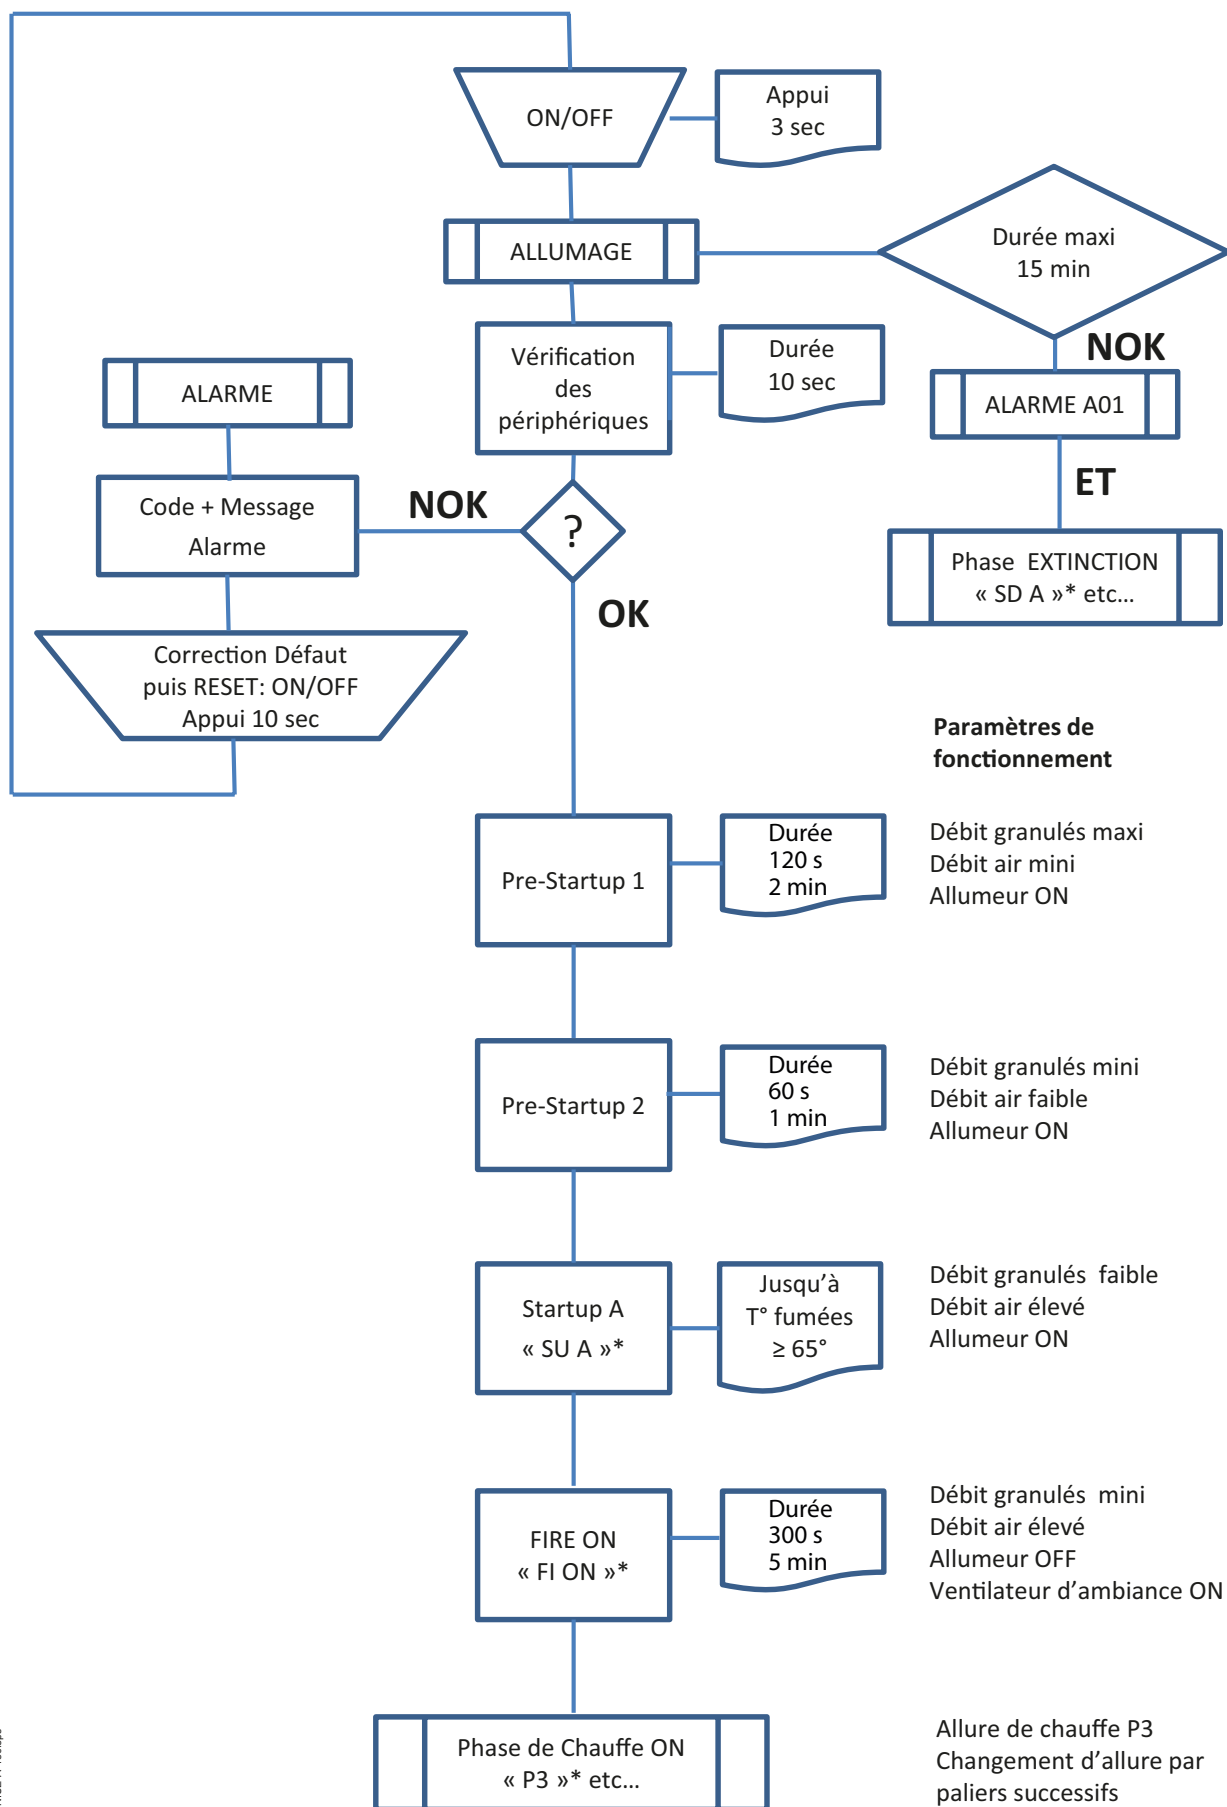 ON/OFF
Appui
3 sec
ALLUMAGE
Durée maxi
15 min
NOK
Vérification
des
périphériques
Durée
10 sec
ALARME
ALARME A01
ET
Code + Message
Alarme
NOK
?
OK
Phase EXTINCTION
« SD A »* etc...
Correction Défaut
puis RESET: ON/OFF
Appui 10 sec
Paramètres de
fonctionnement
Pre-Startup 1
Durée
120 s
2 min
Débit granulés maxi
Débit air mini
Allumeur ON
Pre-Startup 2
Durée
60 s
1 min
Débit granulés mini
Débit air faible
Allumeur ON
Startup A
« SU A »*
Jusqu’à
T° fumées
≥ 65°
Débit granulés faible
Débit air élevé
Allumeur ON
FIRE ON
« FI ON »*
Durée
300 s
5 min
Débit granulés mini
Débit air élevé
Allumeur OFF
Ventilateur d’ambiance ON
Phase de Chauffe ON
« P3 »* etc...
Allure de chauffe P3
Changement d’allure par
paliers successifs